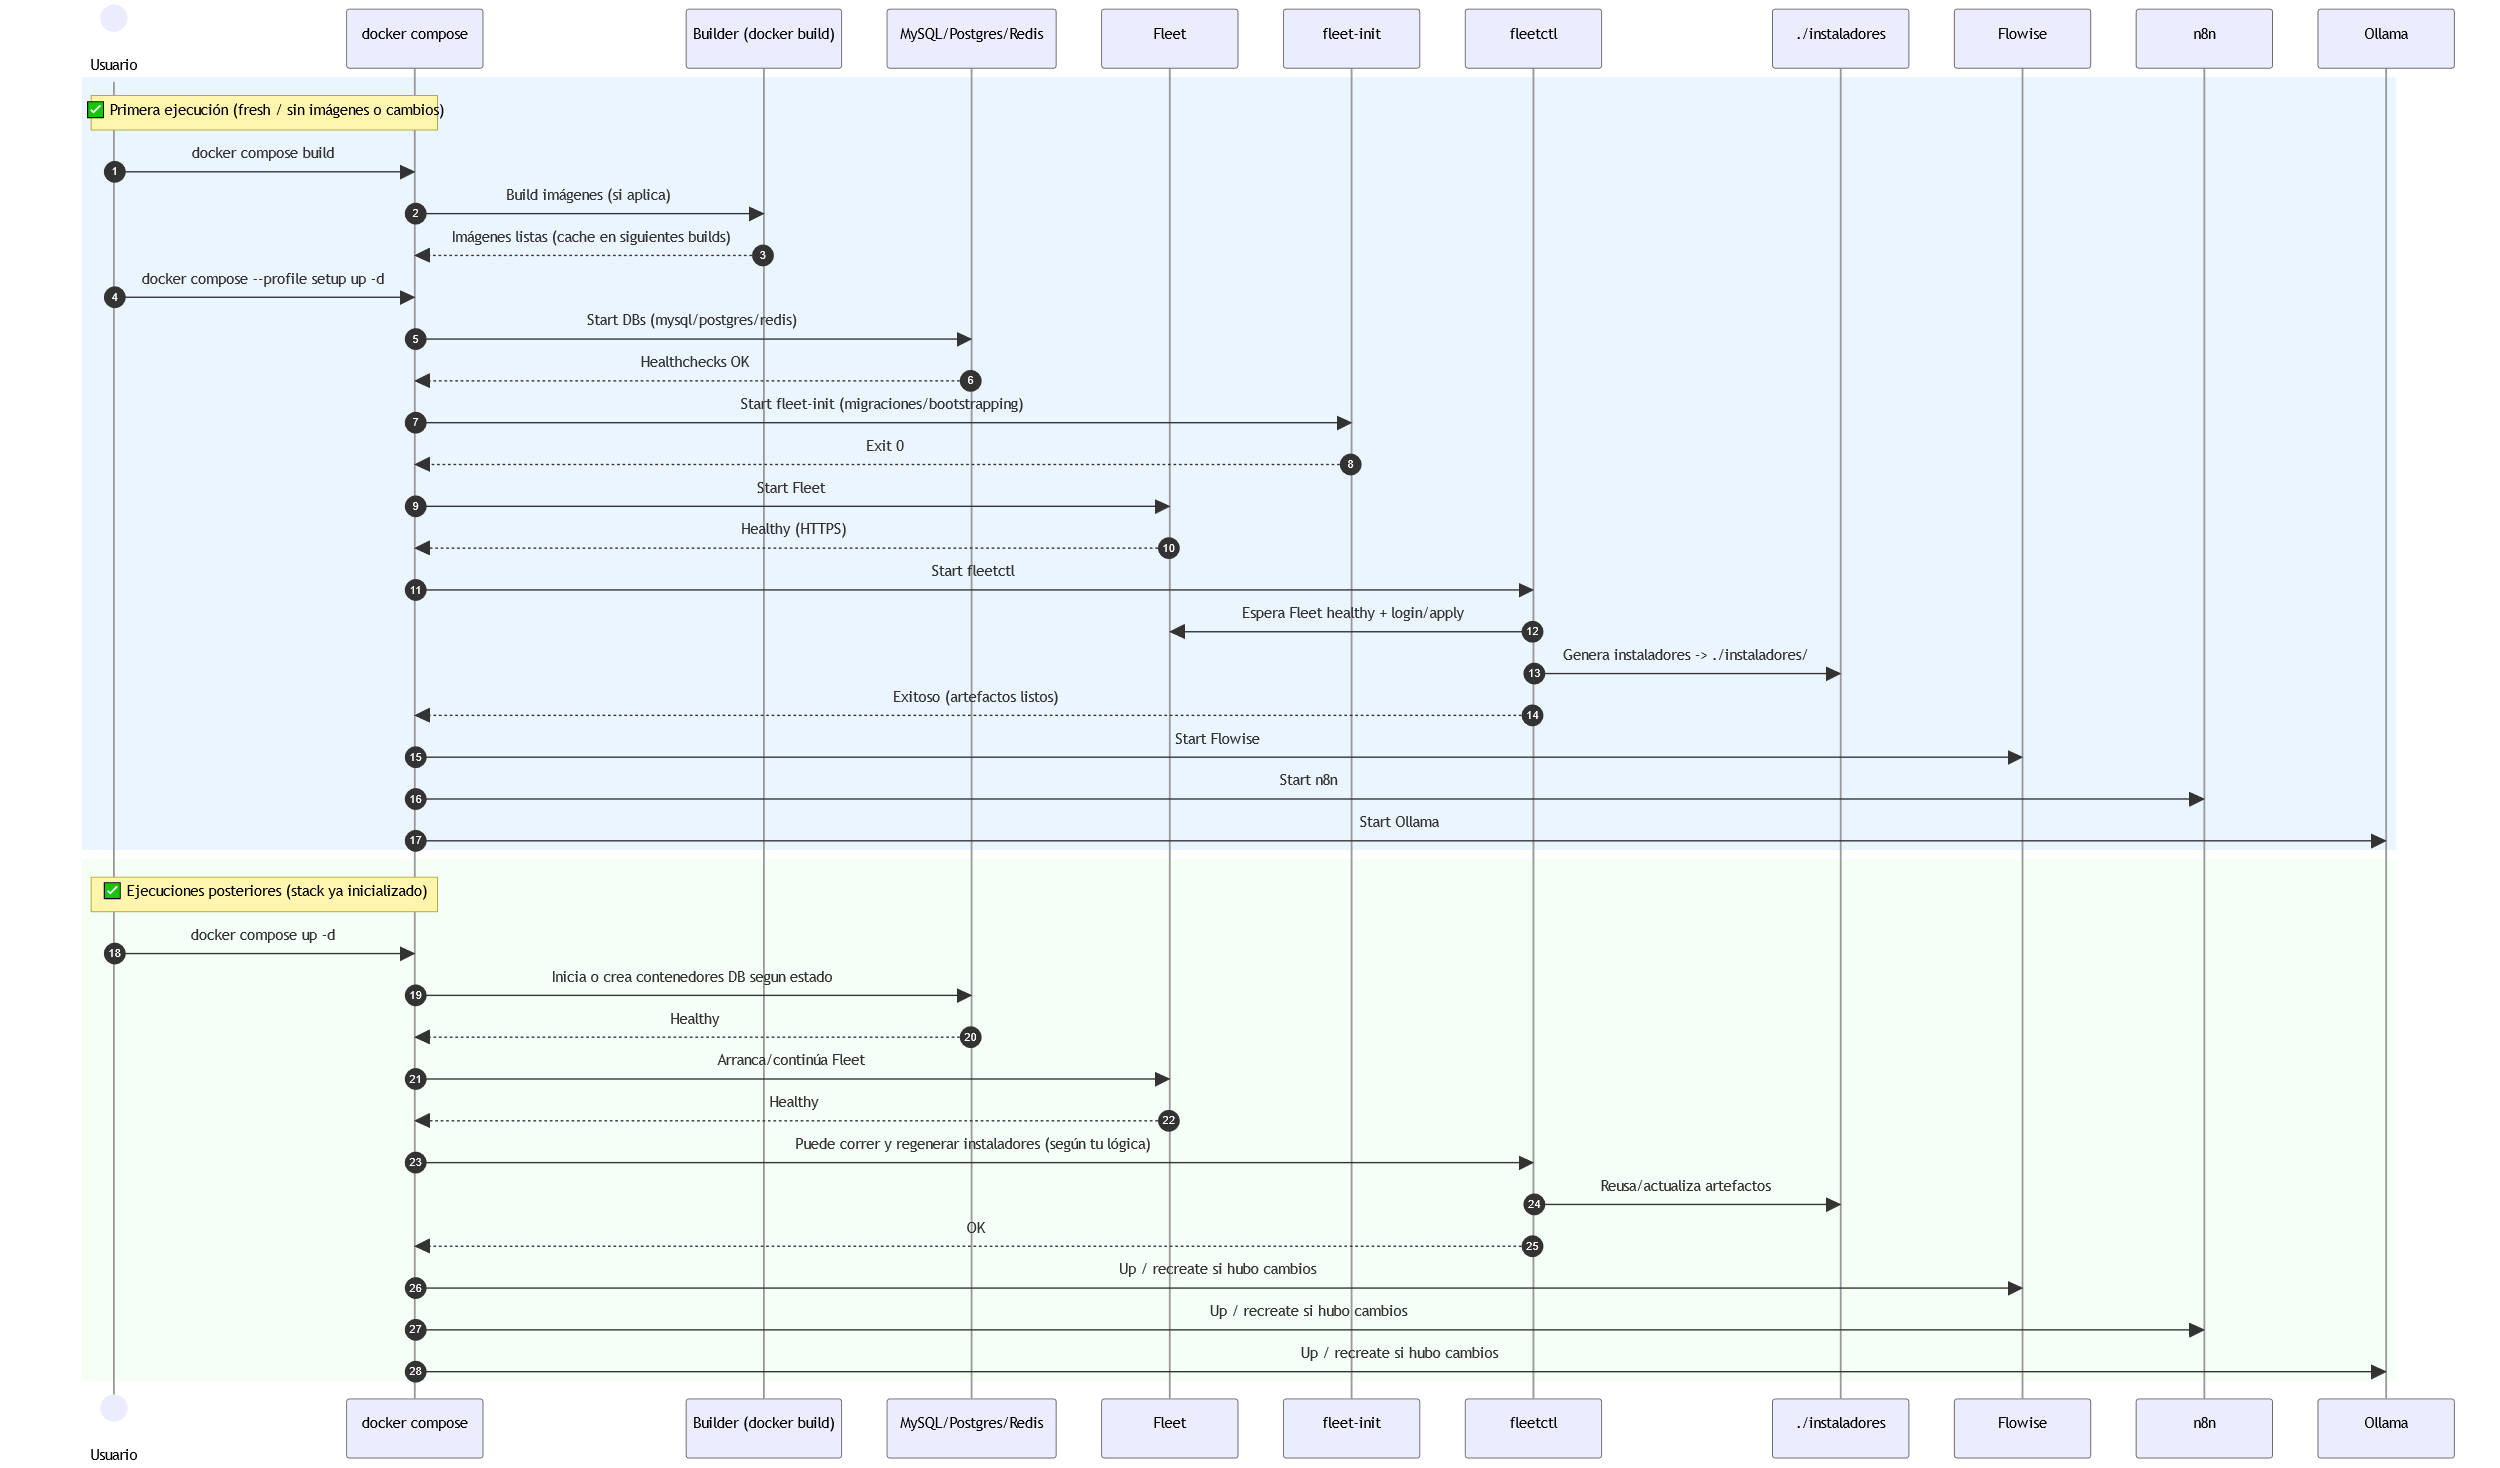 Usuario
docker compose
Builder (docker build)
MySQL/Postgres/Redis
Fleet
fleet-init
fleetctl
./instaladores
Flowise
n8n
Ollama
✅ Primera ejecución (fresh / sin imágenes o cambios)
docker compose build
1
Build imágenes (si aplica)
2
Imágenes listas (cache en siguientes builds)
3
docker compose --profile setup up -d
4
Start DBs (mysql/postgres/redis)
5
Healthchecks OK
6
Start fleet-init (migraciones/bootstrapping)
7
Exit 0
8
Start Fleet
9
Healthy (HTTPS)
10
Start fleetctl
11
Espera Fleet healthy + login/apply
12
Genera instaladores -> ./instaladores/
13
Exitoso (artefactos listos)
14
Start Flowise
15
Start n8n
16
Start Ollama
17
✅ Ejecuciones posteriores (stack ya inicializado)
docker compose up -d
18
Inicia o crea contenedores DB segun estado
19
Healthy
20
Arranca/continúa Fleet
21
Healthy
22
Puede correr y regenerar instaladores (según tu lógica)
23
Reusa/actualiza artefactos
24
OK
25
Up / recreate si hubo cambios
26
Up / recreate si hubo cambios
27
Up / recreate si hubo cambios
28
Usuario
docker compose
Builder (docker build)
MySQL/Postgres/Redis
Fleet
fleet-init
fleetctl
./instaladores
Flowise
n8n
Ollama